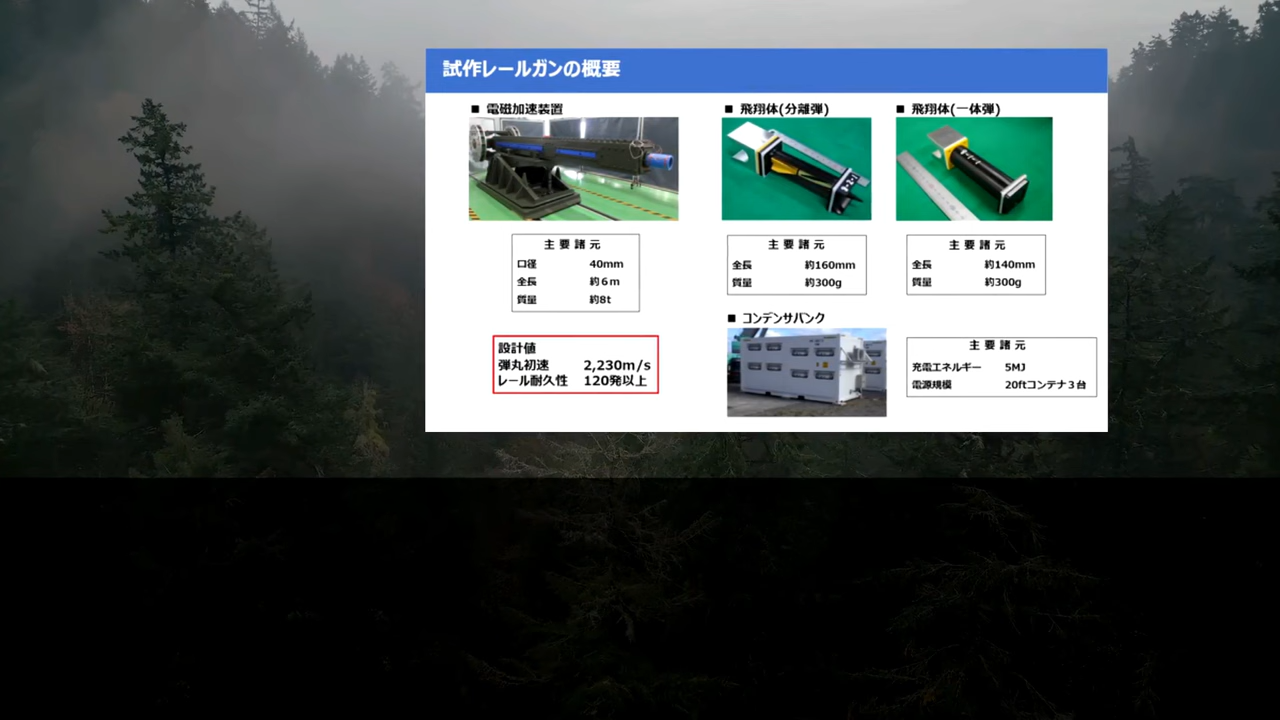 試作レールガンの概要
■ 電磁加速装置
主要諸元
口径 40mm
全長 約6m
質量 約8t
設計値
弾丸初速 2,230m/s
レール耐久性 120発以上
■ 飛翔体(分離弾)
主要諸元
全長 約160mm
質量 約300g
■ 飛翔体(一体弾)
主要諸元
全長 約140mm
質量 約300g
■ コンデンサバンク
主要諸元
充電エネルギー 5MJ
電源規模 20ftコンテナ3台